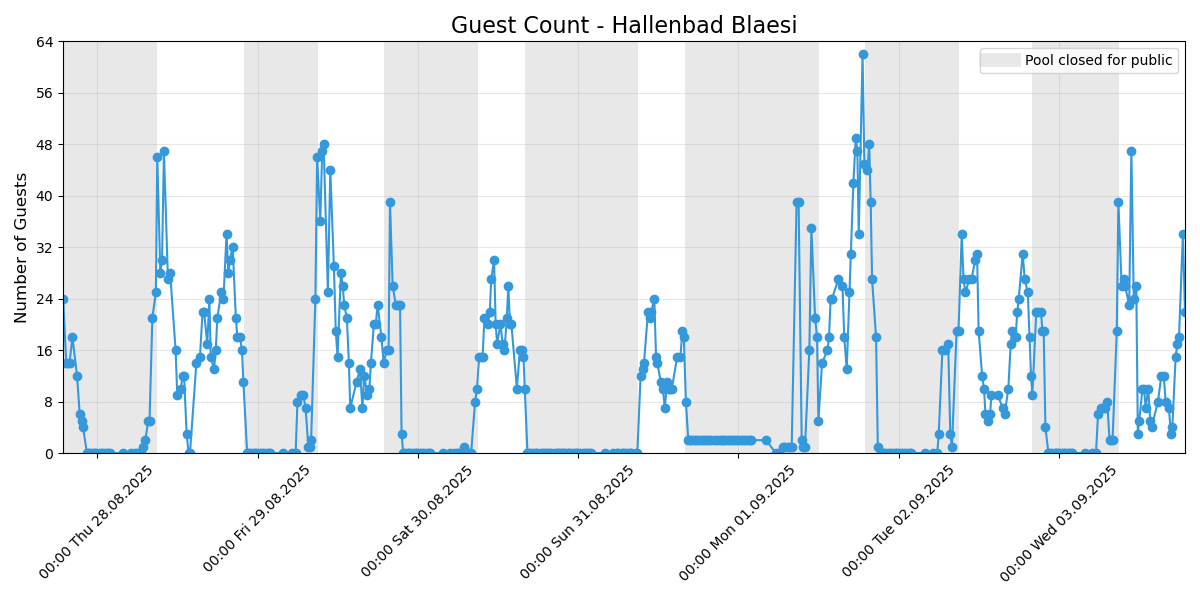 Guest Count - Hallenbad Blaesi
Pool closed for public
Number of Guests
64
56
48
40
32
24
16
8
0
00:00 Thu 28.08.2025
00:00 Fri 29.08.2025
00:00 Sat 30.08.2025
00:00 Sun 31.08.2025
00:00 Mon 01.09.2025
00:00 Tue 02.09.2025
00:00 Wed 03.09.2025